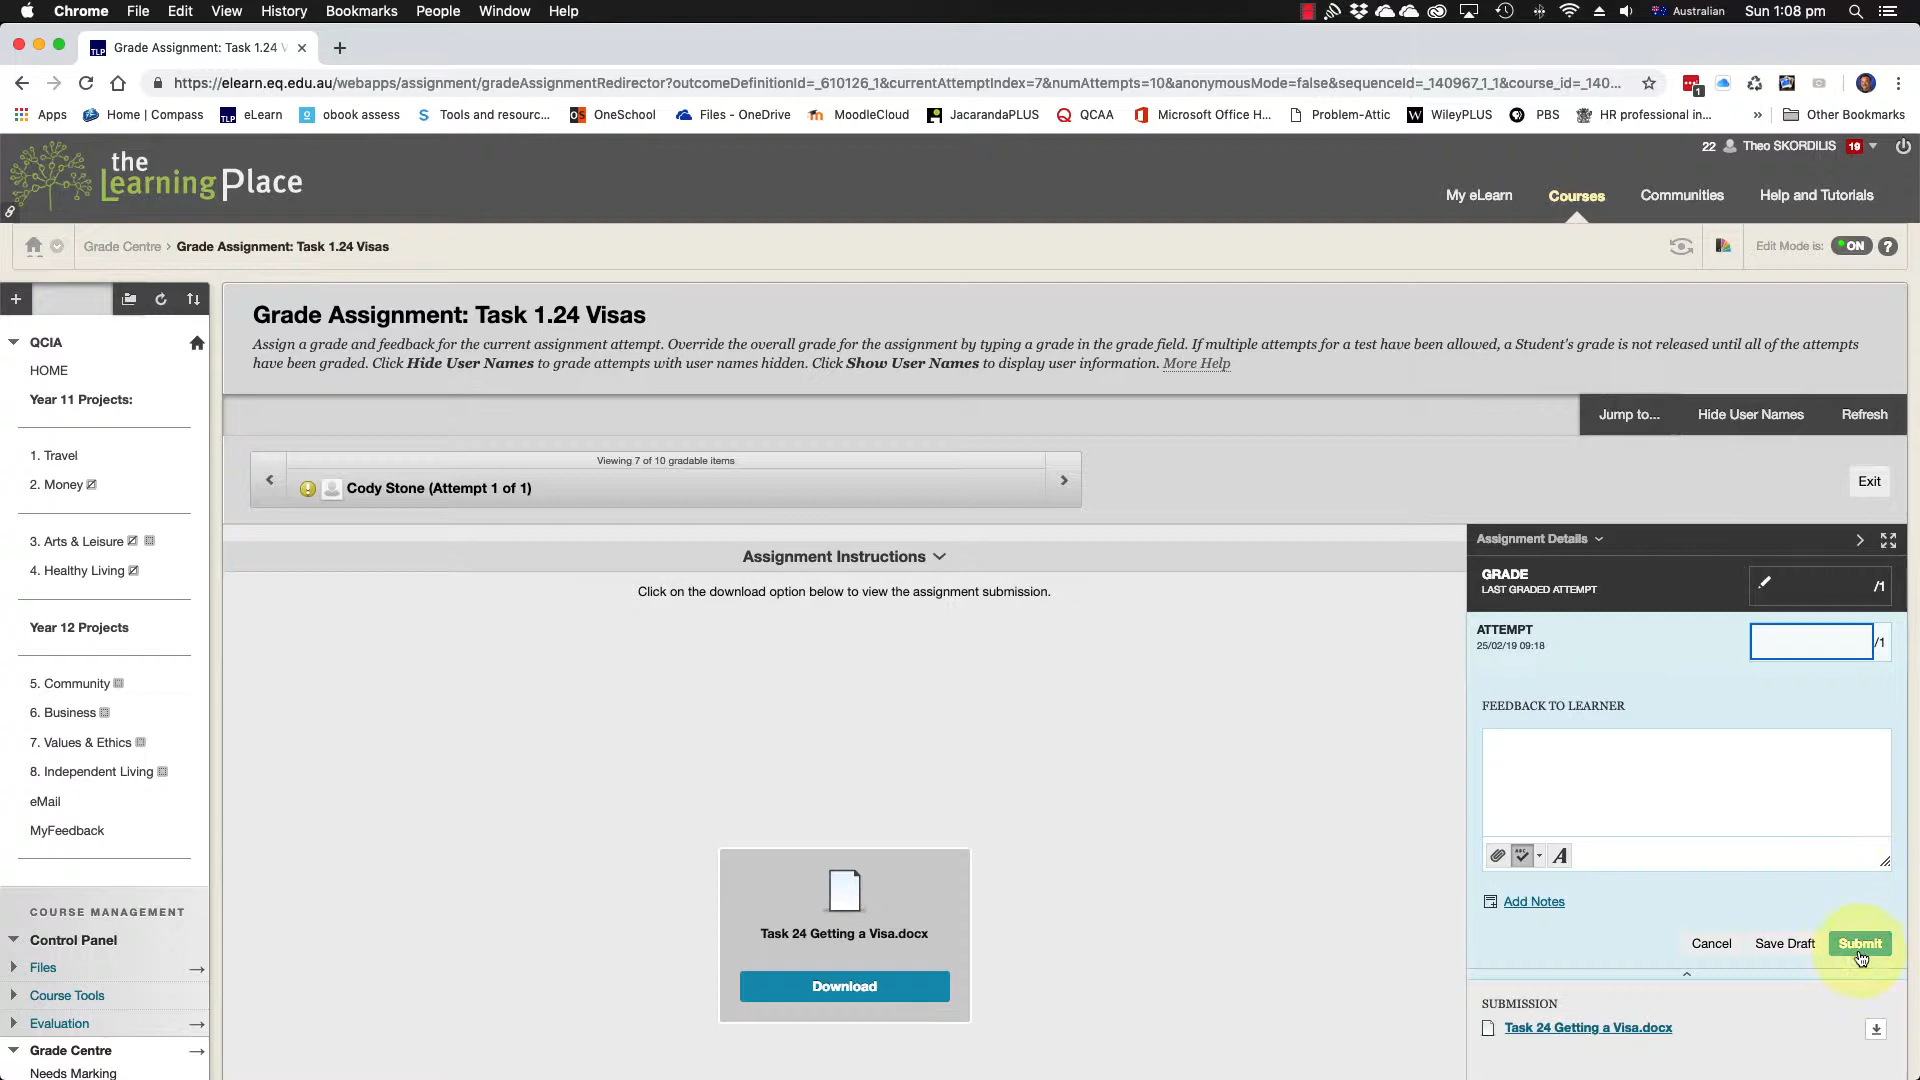 Chrome File Edit View History Bookmarks People Window Help
Australian Sun 1:08 pm
TLP Grade Assignment: Task 1.24 V
https://elearn.eq.edu.au/webapps/assignment/gradeAssignmentRedirector?outcomeDefinitionId=_610126_1&currentAttemptIndex=7&numAttempts=10&anonymousMode=false&sequenceId=_140967_1_1&course_id=_140...
1
Apps Home | Compass TLP eLearn obook assess S Tools and resourc... OS OneSchool Files - OneDrive MoodleCloud JacarandaPLUS QCAA Microsoft Office H... Problem-Attic W WileyPLUS PBS HR professional in... » Other Bookmarks
22 Theo SKORDILIS 19
the
Learning Place
My eLearn Courses Communities Help and Tutorials
Grade Centre > Grade Assignment: Task 1.24 Visas
Edit Mode is: ON ?
QCIA
HOME
Year 11 Projects:
1. Travel
2. Money
3. Arts & Leisure
4. Healthy Living
Year 12 Projects
5. Community
6. Business
7. Values & Ethics
8. Independent Living
eMail
MyFeedback
COURSE MANAGEMENT
Control Panel
Files
Course Tools
Evaluation
Grade Centre
Needs Marking
Grade Assignment: Task 1.24 Visas
Assign a grade and feedback for the current assignment attempt. Override the overall grade for the assignment by typing a grade in the grade field. If multiple attempts for a test have been allowed, a Student's grade is not released until all of the attempts
have been graded. Click Hide User Names to grade attempts with user names hidden. Click Show User Names to display user information. More Help
Jump to... Hide User Names Refresh
Viewing 7 of 10 gradable items
Cody Stone (Attempt 1 of 1)
Exit
Assignment Instructions
Click on the download option below to view the assignment submission.
Task 24 Getting a Visa.docx
Download
Assignment Details
GRADE
LAST GRADED ATTEMPT
/1
ATTEMPT
25/02/19 09:18
/1
FEEDBACK TO LEARNER
ABC A
Add Notes
Cancel Save Draft Submit
SUBMISSION
Task 24 Getting a Visa.docx